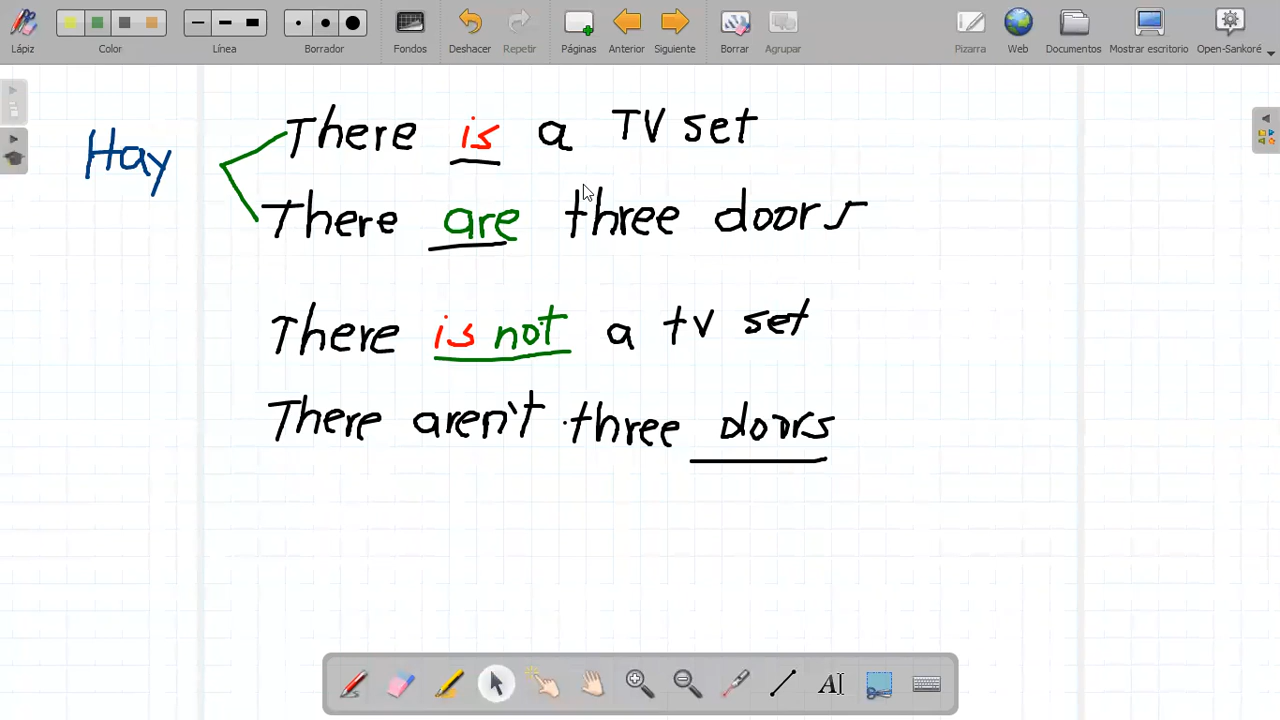 Lápiz Color Línea Borrador Fondos Deshacer Repetir Páginas Anterior Siguiente Borrar Agrupar Pizarra Web Documentos Mostrar escritorio Open-Sankoré
Hay
There is a TV set
There are three doors
There is not a tv set
There aren't three doors